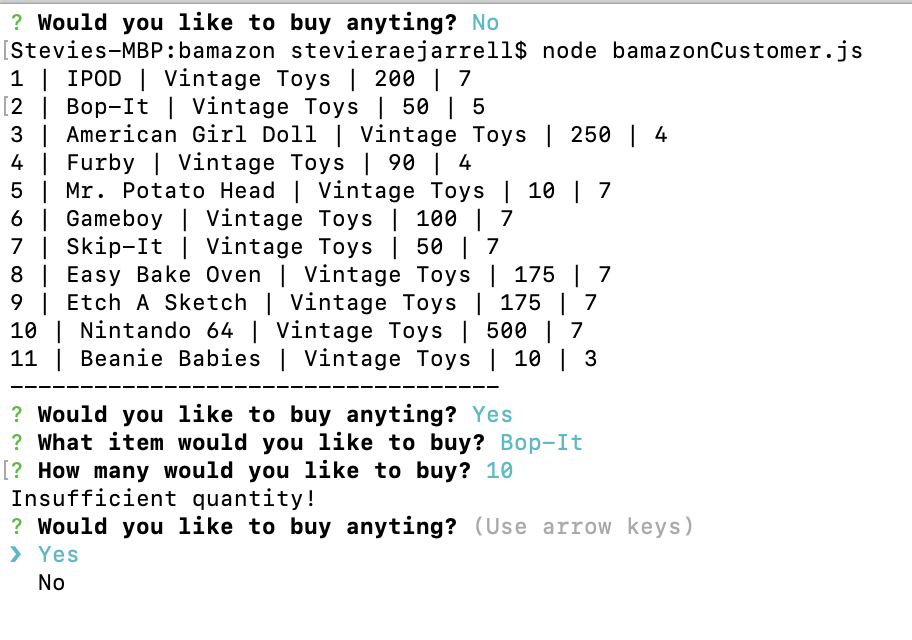 ? Would you like to buy anyting? No
[Stevies-MBP:bamazon stevieraejarrell$ node bamazonCustomer.js
1 | IPOD | Vintage Toys | 200 | 7
[2 | Bop-It | Vintage Toys | 50 | 5
3 | American Girl Doll | Vintage Toys | 250 | 4
4 | Furby | Vintage Toys | 90 | 4
5 | Mr. Potato Head | Vintage Toys | 10 | 7
6 | Gameboy | Vintage Toys | 100 | 7
7 | Skip-It | Vintage Toys | 50 | 7
8 | Easy Bake Oven | Vintage Toys | 175 | 7
9 | Etch A Sketch | Vintage Toys | 175 | 7
10 | Nintando 64 | Vintage Toys | 500 | 7
11 | Beanie Babies | Vintage Toys | 10 | 3
-----------------------------------
? Would you like to buy anyting? Yes
? What item would you like to buy? Bop-It
[? How many would you like to buy? 10
Insufficient quantity!
? Would you like to buy anyting? (Use arrow keys)
❯ Yes
No